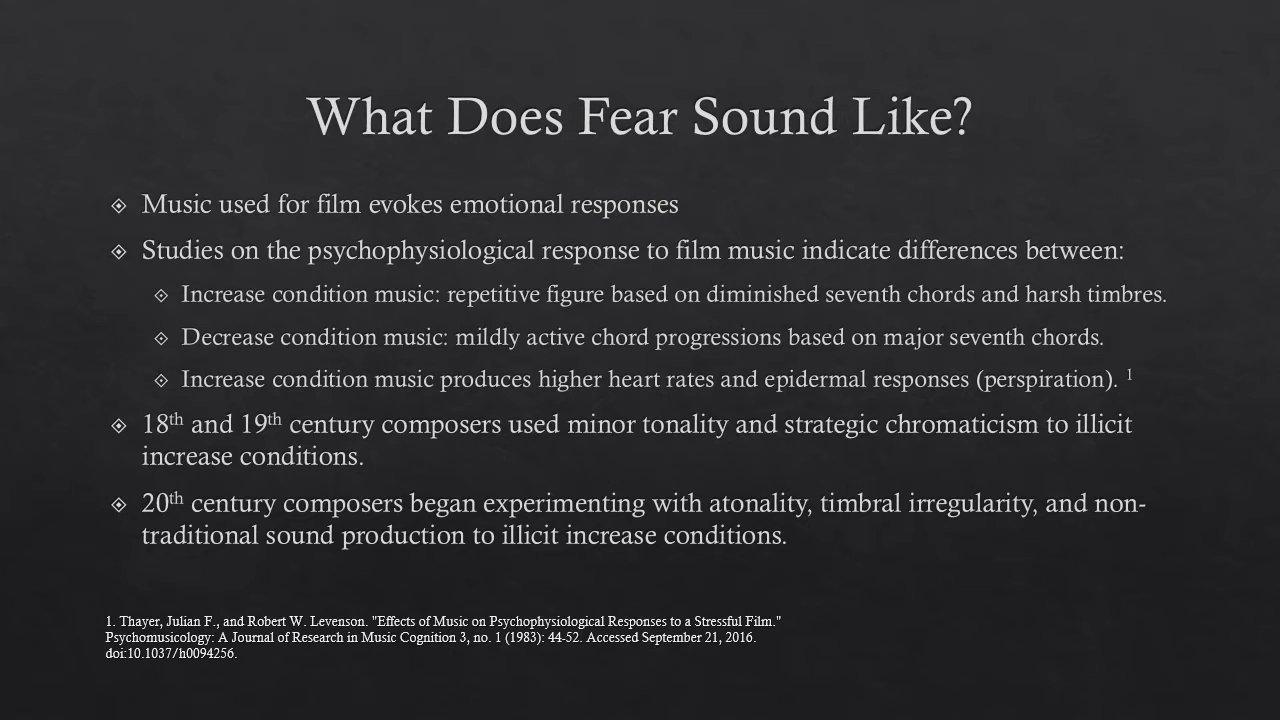 What Does Fear Sound Like?
Music used for film evokes emotional responses
Studies on the psychophysiological response to film music indicate differences between:
Increase condition music: repetitive figure based on diminished seventh chords and harsh timbres.
Decrease condition music: mildly active chord progressions based on major seventh chords.
Increase condition music produces higher heart rates and epidermal responses (perspiration). 1
18th and 19th century composers used minor tonality and strategic chromaticism to illicit
increase conditions.
20th century composers began experimenting with atonality, timbral irregularity, and non-
traditional sound production to illicit increase conditions.
1. Thayer, Julian F., and Robert W. Levenson. "Effects of Music on Psychophysiological Responses to a Stressful Film."
Psychomusicology: A Journal of Research in Music Cognition 3, no. 1 (1983): 44-52. Accessed September 21, 2016.
doi:10.1037/h0094256.